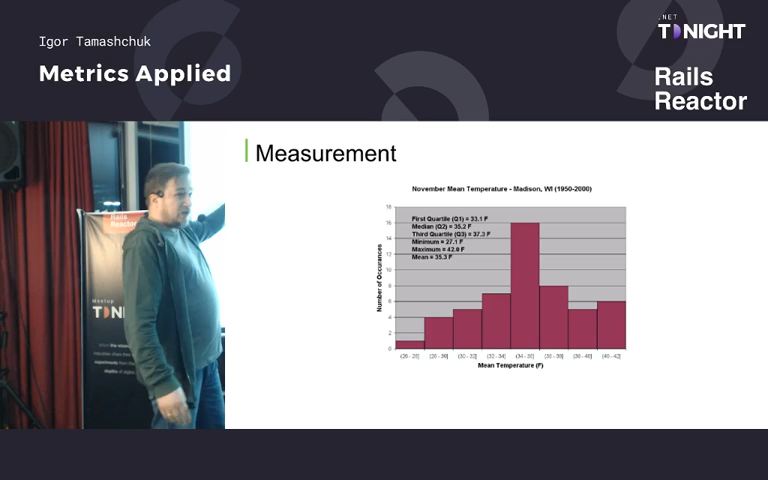 Igor Tamashchuk
Metrics Applied
.NET
TONIGHT
Rails
Reactor
Measurement
November Mean Temperature - Madison, WI (1950-2000)
First Quartile (Q1) = 33.1 F
Median (Q2) = 35.2 F
Third Quartile (Q3) = 37.3 F
Minimum = 27.1 F
Maximum = 42.0 F
Mean = 35.3 F
Number of Occurances
18
16
14
12
10
8
6
4
2
0
(26 - 28]
(28 - 30]
(30 - 32]
(32 - 34]
(34 - 36]
(36 - 38]
(38 - 40]
(40 - 42]
Mean Temperature (F)
Rails
Reactor
Meetup